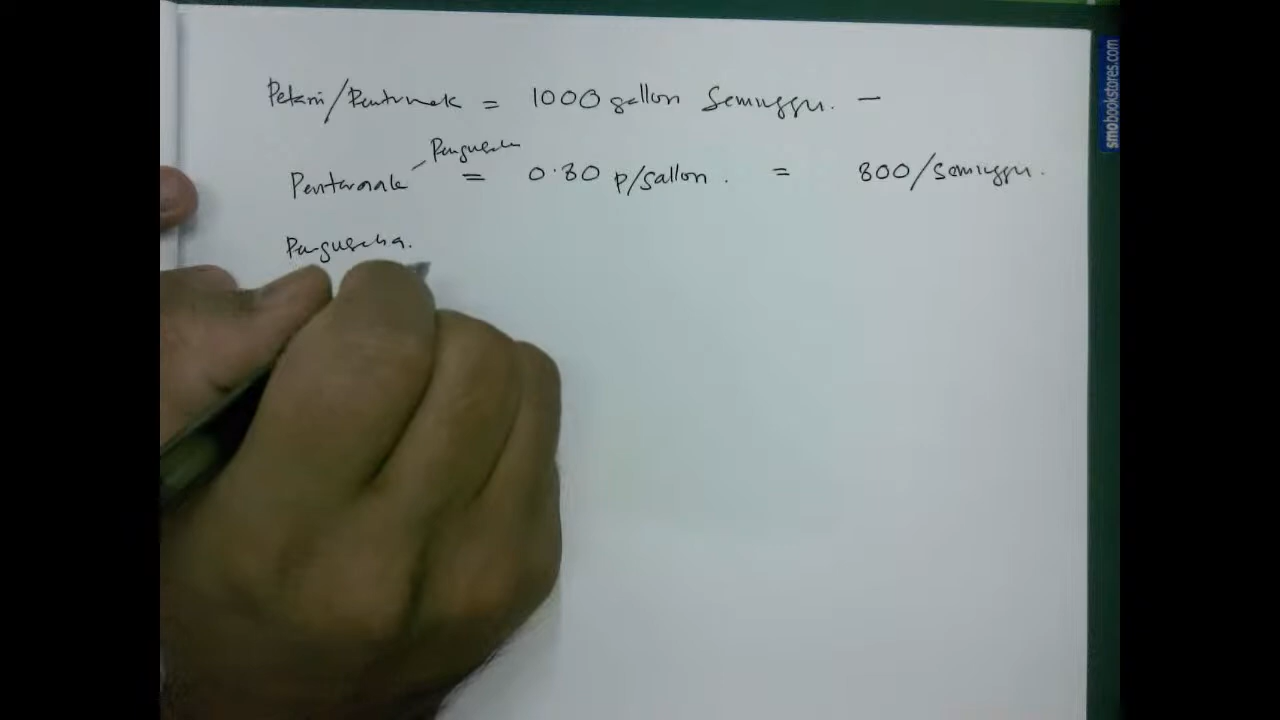 Petani/Penternak = 1000 gallon Seminggu. —
Pengusaha
Penternak = 0.80 p/gallon. = 800/Seminggu.
Pengusaha.
smobookstores.com